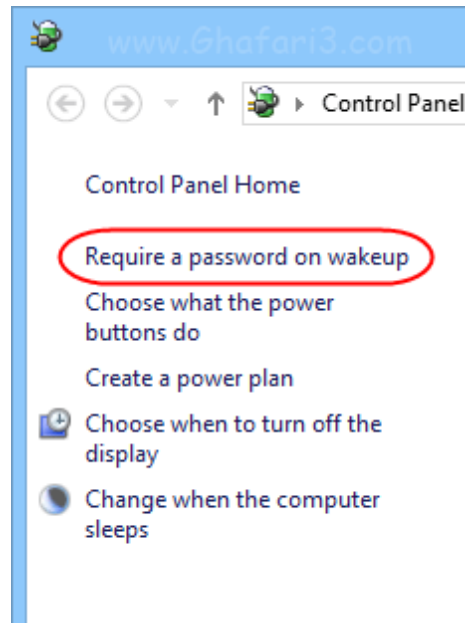 www.Ghafari3.com
Control Panel
Control Panel Home
Require a password on wakeup
Choose what the power
buttons do
Create a power plan
Choose when to turn off the
display
Change when the computer
sleeps